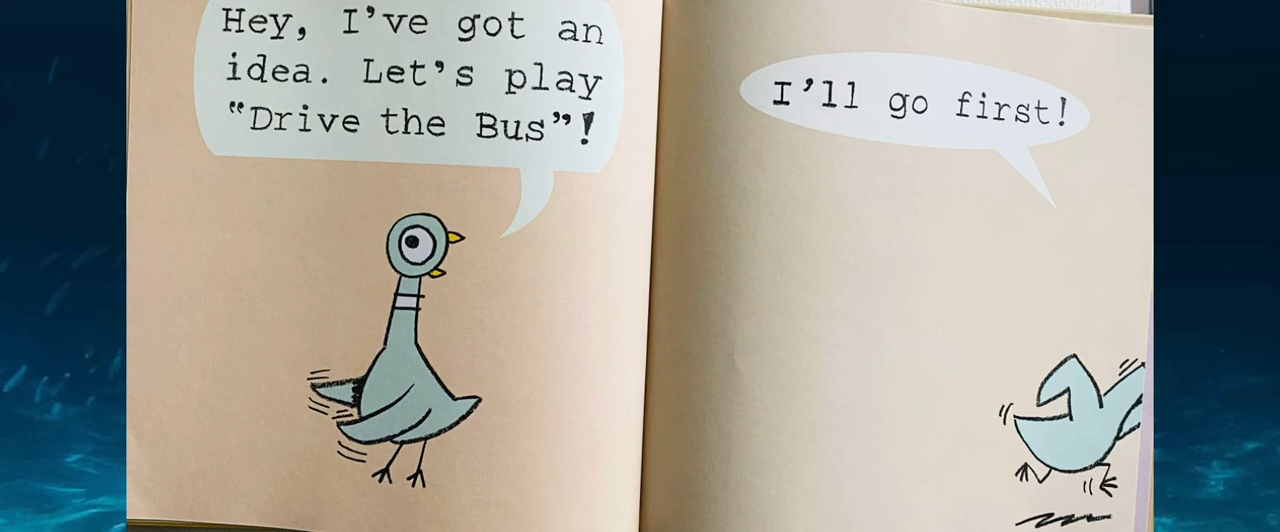 Hey, I've got an
idea. Let's play
"Drive the Bus"!
I'll go first!